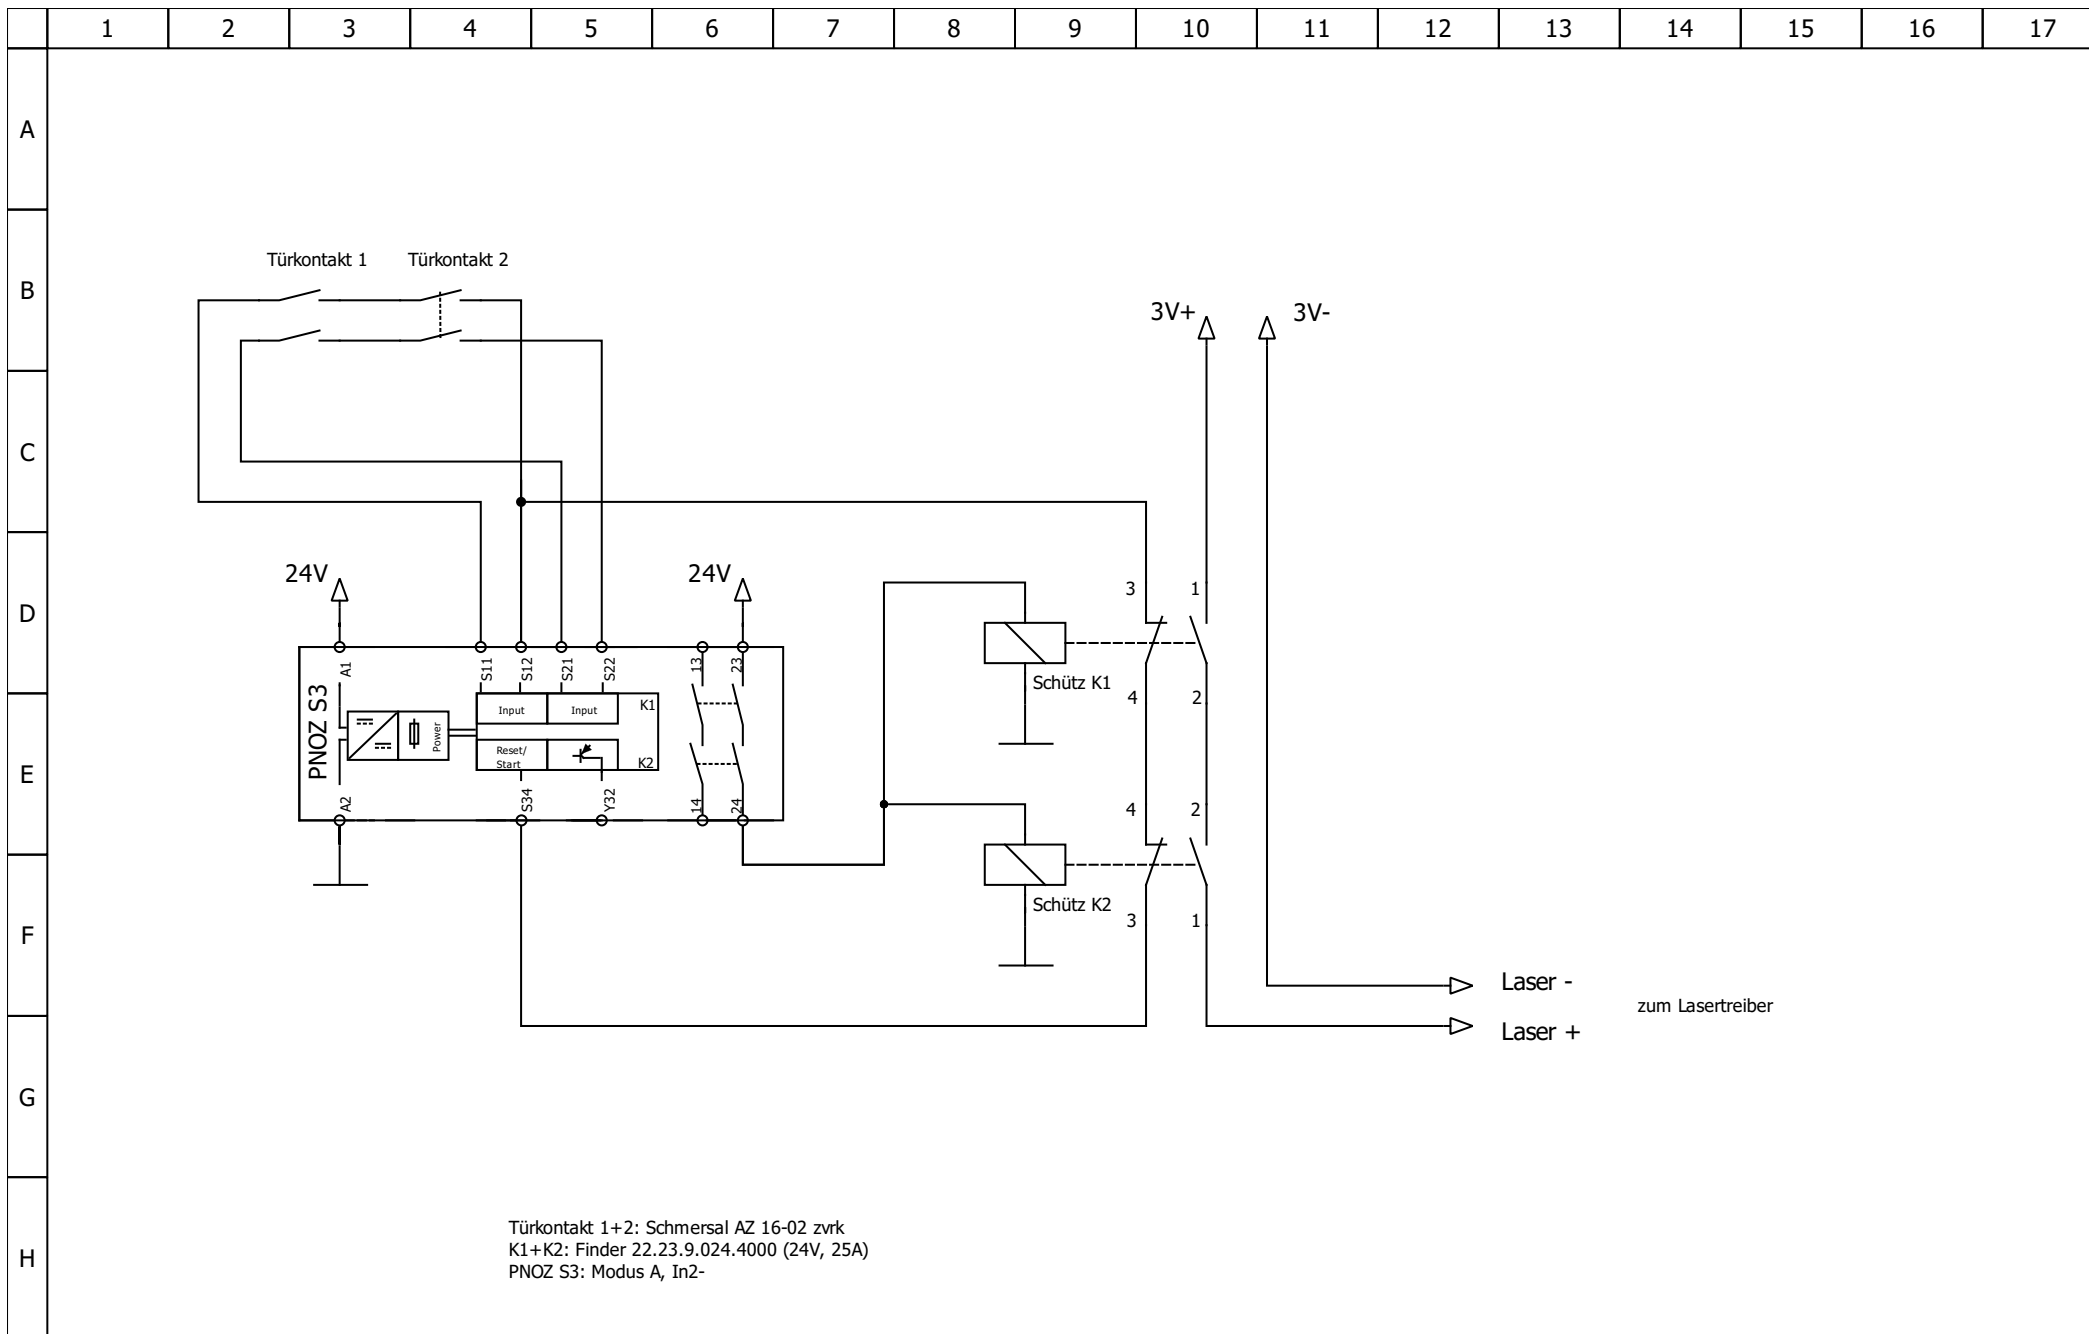 1 2 3 4 5 6 7 8 9 10 11 12 13 14 15 16 17
A
B
Türkontakt 1 Türkontakt 2
3V+ 3V-
C
D
24V 24V
3 1
A1 S11 S12 S21 S22 13 23
Schütz K1
4 2
E
PNOZ S3
Power
Input Input K1
Reset/
Start
K2
A2 S34 Y32 14 24
4 2
F
Schütz K2
3 1
Laser -
zum Lasertreiber
Laser +
G
H
Türkontakt 1+2: Schmersal AZ 16-02 zvrk
K1+K2: Finder 22.23.9.024.4000 (24V, 25A)
PNOZ S3: Modus A, In2-